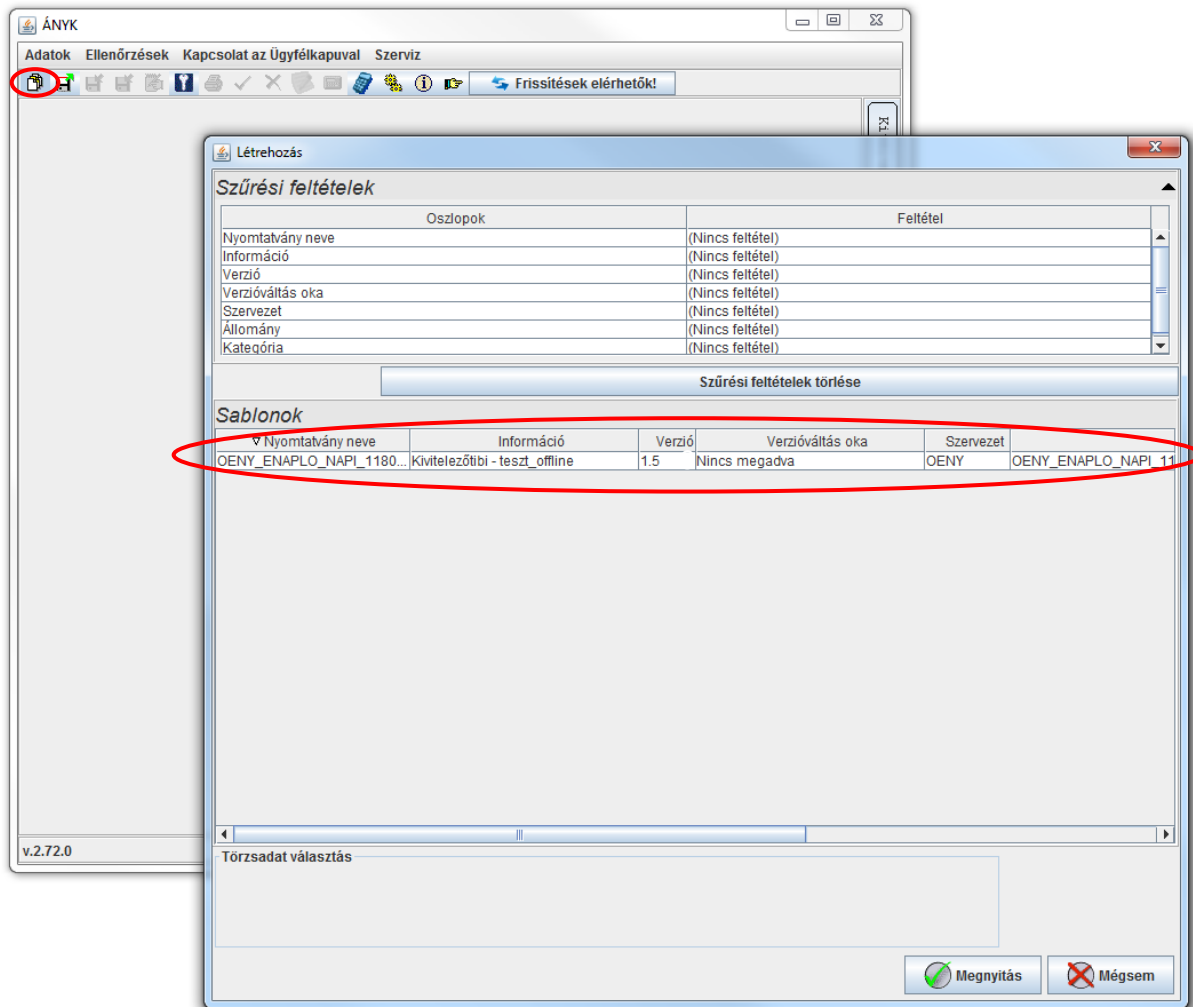 ÁNYK
Adatok Ellenőrzések Kapcsolat az Ügyfélkapuval Szerviz
Frissítések elérhetők!
Létrehozás
Szűrési feltételek
Oszlopok Feltétel
Nyomtatvány neve (Nincs feltétel)
Információ (Nincs feltétel)
Verzió (Nincs feltétel)
Verzióváltás oka (Nincs feltétel)
Szervezet (Nincs feltétel)
Állomány (Nincs feltétel)
Kategória (Nincs feltétel)
Szűrési feltételek törlése
Sablonok
Nyomtatvány neve Információ Verzió Verzióváltás oka Szervezet
OENY_ENAPLO_NAPI_1180... Kivitelezőtibi - teszt_offline 1.5 Nincs megadva OENY OENY_ENAPLO_NAPI_11
v.2.72.0
Törzsadat választás
Megnyitás Mégsem